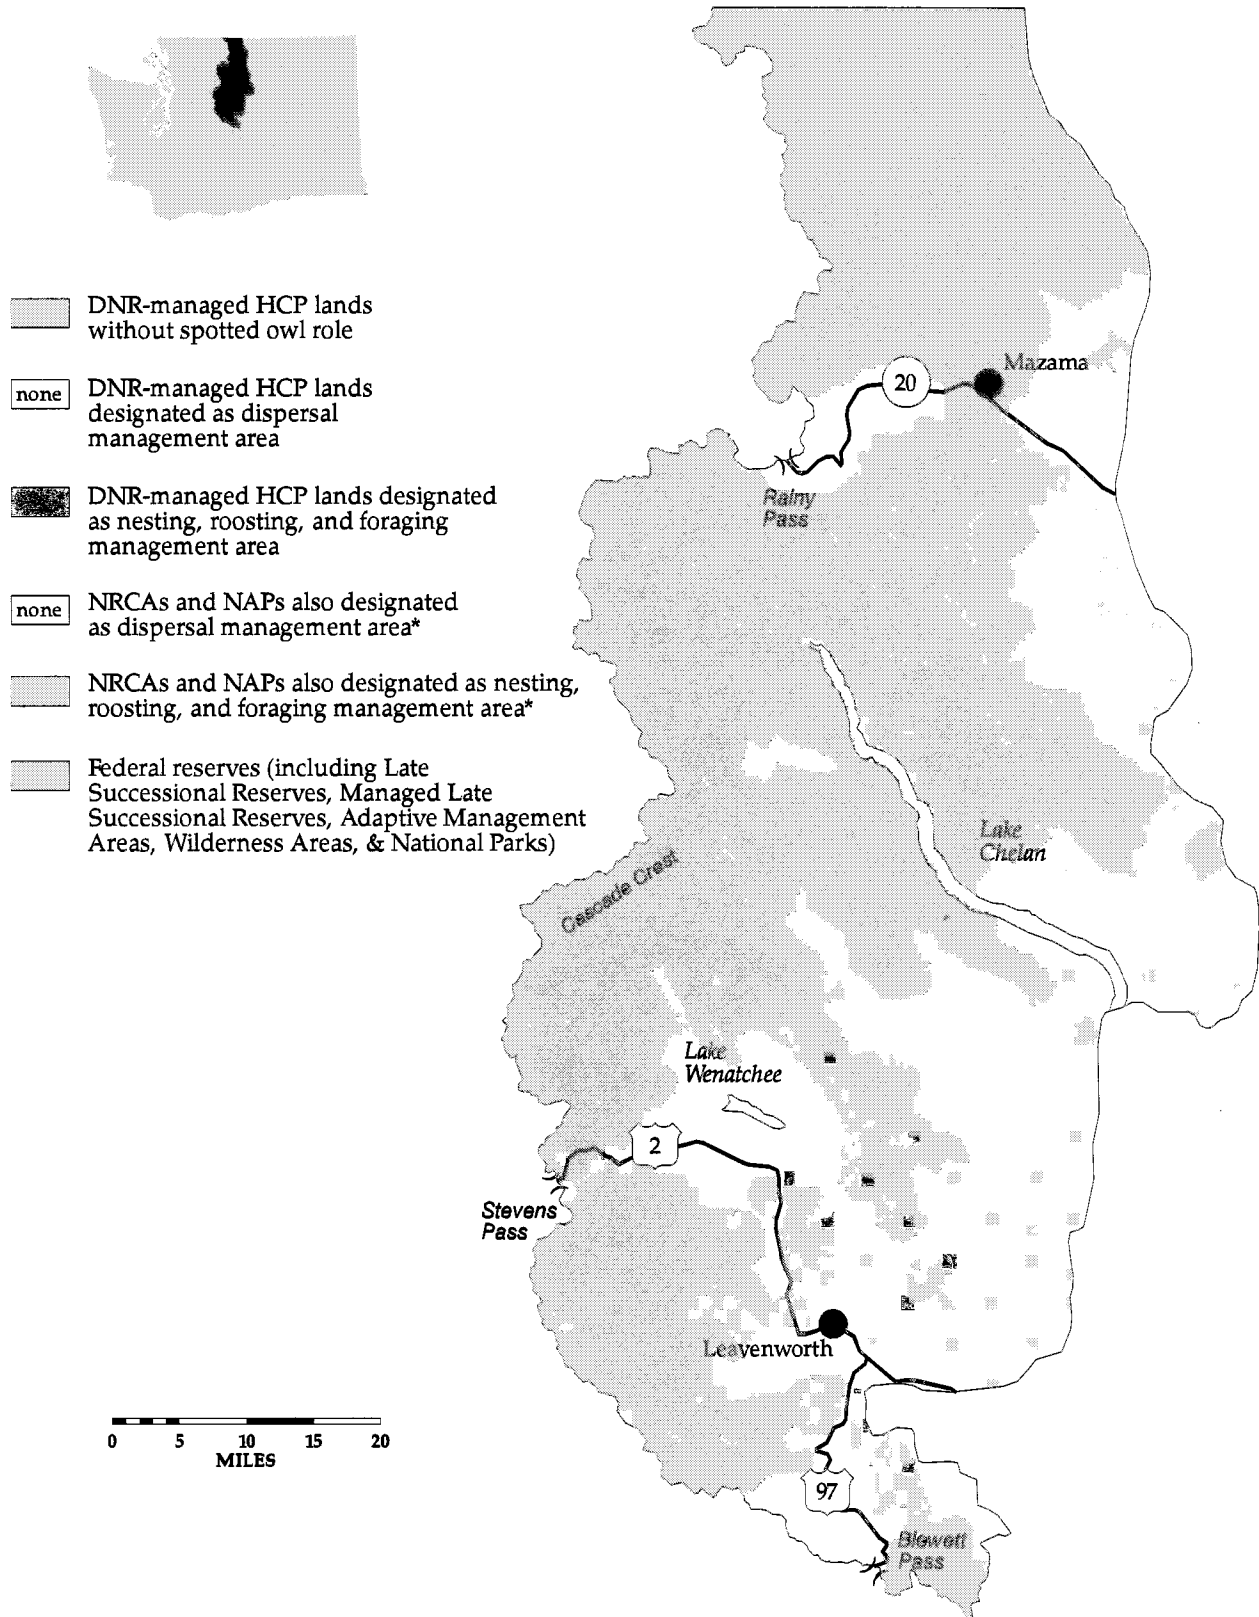 DNR-managed HCP lands
without spotted owl role
none
DNR-managed HCP lands
designated as dispersal
management area
DNR-managed HCP lands designated
as nesting, roosting, and foraging
management area
none
NRCAs and NAPs also designated
as dispersal management area*
NRCAs and NAPs also designated as nesting,
roosting, and foraging management area*
Federal reserves (including Late
Successional Reserves, Managed Late
Successional Reserves, Adaptive Management
Areas, Wilderness Areas, & National Parks)
Mazama
20
Rainy
Pass
Lake
Chelan
Cascade Crest
Lake
Wenatchee
2
Stevens
Pass
Leavenworth
97
Blewett
Pass
0 5 10 15 20
MILES